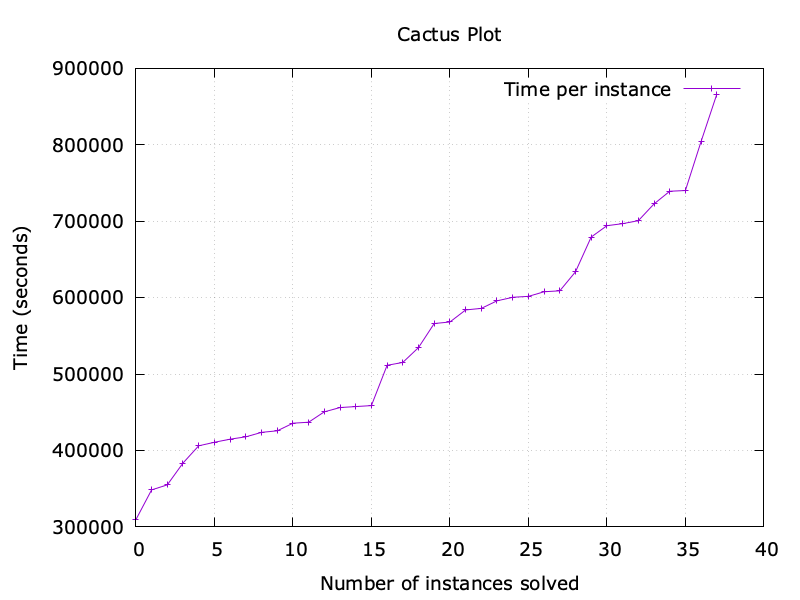 Cactus Plot
Time per instance
900000
800000
700000
600000
500000
400000
300000
Time (seconds)
0 5 10 15 20 25 30 35 40
Number of instances solved